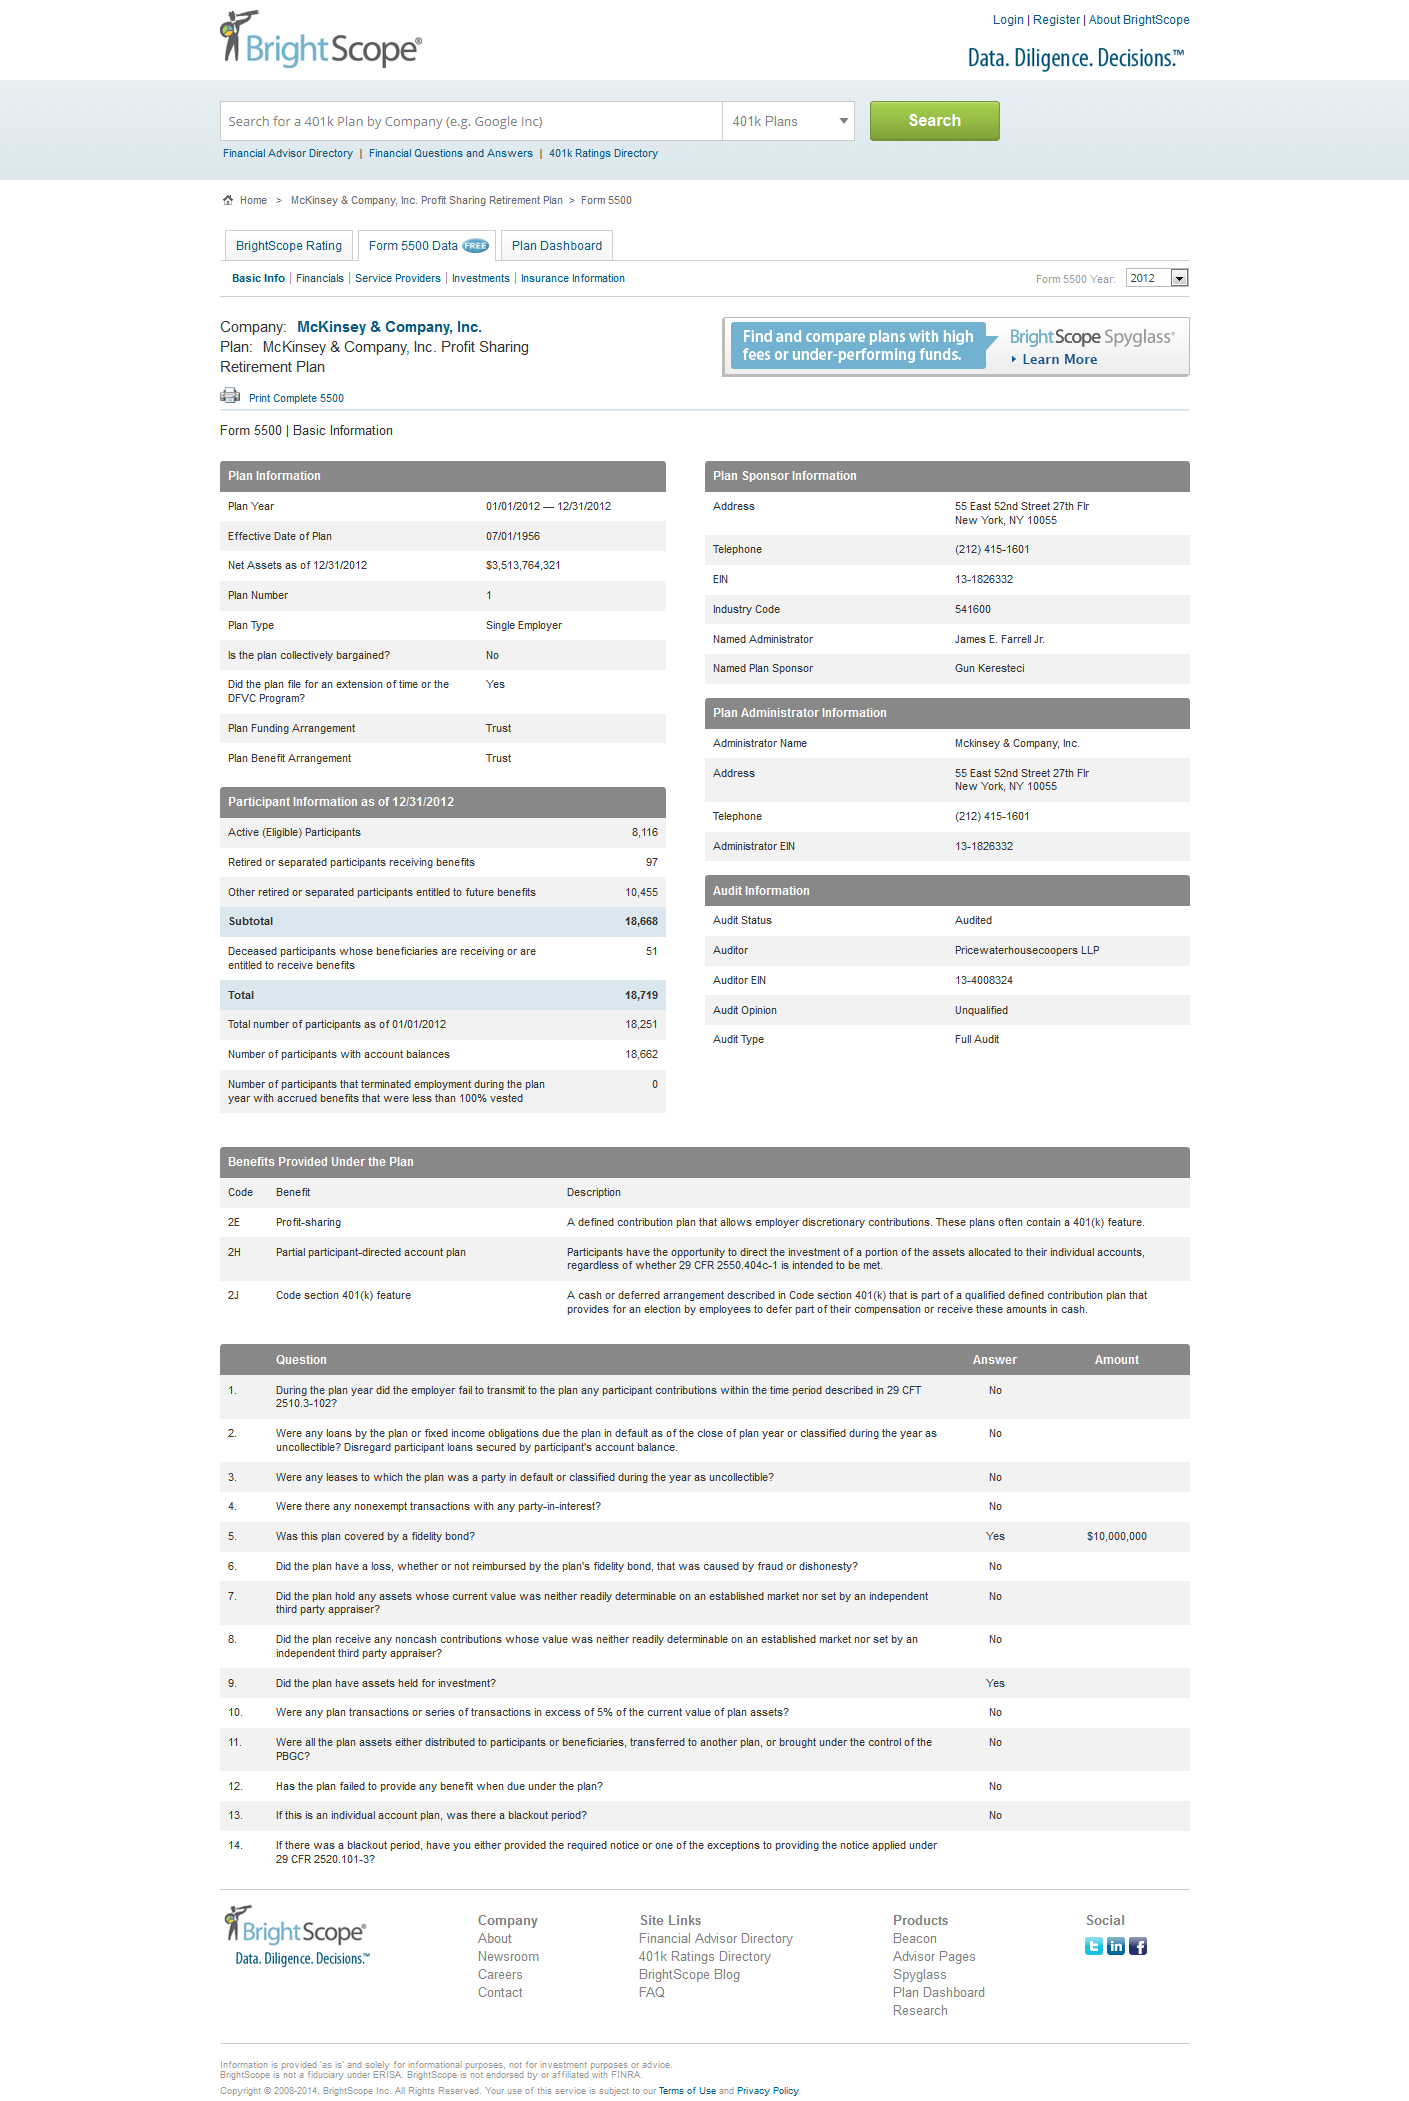 Login | Register | About BrightScope
BrightScope®
Data. Diligence. Decisions.™
Search for a 401k Plan by Company (e.g. Google Inc)
401k Plans
Search
Financial Advisor Directory | Financial Questions and Answers | 401k Ratings Directory
Home > McKinsey & Company, Inc. Profit Sharing Retirement Plan > Form 5500
BrightScope Rating
Form 5500 Data FREE
Plan Dashboard
Basic Info | Financials | Service Providers | Investments | Insurance Information
Form 5500 Year: 2012
Company: McKinsey & Company, Inc.
Plan: McKinsey & Company, Inc. Profit Sharing
Retirement Plan
Find and compare plans with high
fees or under-performing funds.
BrightScope Spyglass®
Learn More
Print Complete 5500
Form 5500 | Basic Information
Plan Information
Plan Year 01/01/2012 — 12/31/2012
Effective Date of Plan 07/01/1956
Net Assets as of 12/31/2012 $3,513,764,321
Plan Number 1
Plan Type Single Employer
Is the plan collectively bargained? No
Did the plan file for an extension of time or the Yes
DFVC Program?
Plan Funding Arrangement Trust
Plan Benefit Arrangement Trust
Participant Information as of 12/31/2012
Active (Eligible) Participants 8,116
Retired or separated participants receiving benefits 97
Other retired or separated participants entitled to future benefits 10,455
Subtotal 18,668
Deceased participants whose beneficiaries are receiving or are 51
entitled to receive benefits
Total 18,719
Total number of participants as of 01/01/2012 18,251
Number of participants with account balances 18,662
Number of participants that terminated employment during the plan 0
year with accrued benefits that were less than 100% vested
Plan Sponsor Information
Address 55 East 52nd Street 27th Flr
New York, NY 10055
Telephone (212) 415-1601
EIN 13-1826332
Industry Code 541600
Named Administrator James E. Farrell Jr.
Named Plan Sponsor Gun Keresteci
Plan Administrator Information
Administrator Name Mckinsey & Company, Inc.
Address 55 East 52nd Street 27th Flr
New York, NY 10055
Telephone (212) 415-1601
Administrator EIN 13-1826332
Audit Information
Audit Status Audited
Auditor Pricewaterhousecoopers LLP
Auditor EIN 13-4008324
Audit Opinion Unqualified
Audit Type Full Audit
Benefits Provided Under the Plan
Code Benefit Description
2E Profit-sharing A defined contribution plan that allows employer discretionary contributions. These plans often contain a 401(k) feature.
2H Partial participant-directed account plan Participants have the opportunity to direct the investment of a portion of the assets allocated to their individual accounts,
regardless of whether 29 CFR 2550.404c-1 is intended to be met.
2J Code section 401(k) feature A cash or deferred arrangement described in Code section 401(k) that is part of a qualified defined contribution plan that
provides for an election by employees to defer part of their compensation or receive these amounts in cash.
Question Answer Amount
1. During the plan year did the employer fail to transmit to the plan any participant contributions within the time period described in 29 CFT No
2510.3-102?
2. Were any loans by the plan or fixed income obligations due the plan in default as of the close of plan year or classified during the year as No
uncollectible? Disregard participant loans secured by participant's account balance.
3. Were any leases to which the plan was a party in default or classified during the year as uncollectible? No
4. Were there any nonexempt transactions with any party-in-interest? No
5. Was this plan covered by a fidelity bond? Yes $10,000,000
6. Did the plan have a loss, whether or not reimbursed by the plan's fidelity bond, that was caused by fraud or dishonesty? No
7. Did the plan hold any assets whose current value was neither readily determinable on an established market nor set by an independent No
third party appraiser?
8. Did the plan receive any noncash contributions whose value was neither readily determinable on an established market nor set by an No
independent third party appraiser?
9. Did the plan have assets held for investment? Yes
10. Were any plan transactions or series of transactions in excess of 5% of the current value of plan assets? No
11. Were all the plan assets either distributed to participants or beneficiaries, transferred to another plan, or brought under the control of the No
PBGC?
12. Has the plan failed to provide any benefit when due under the plan? No
13. If this is an individual account plan, was there a blackout period? No
14. If there was a blackout period, have you either provided the required notice or one of the exceptions to providing the notice applied under
29 CFR 2520.101-3?
BrightScope®
Data. Diligence. Decisions.™
Company
About
Newsroom
Careers
Contact
Site Links
Financial Advisor Directory
401k Ratings Directory
BrightScope Blog
FAQ
Products
Beacon
Advisor Pages
Spyglass
Plan Dashboard
Research
Social
Information is provided 'as is' and solely for informational purposes, not for investment purposes or advice.
BrightScope is not a fiduciary under ERISA. BrightScope is not endorsed by or affiliated with FINRA.
Copyright © 2008-2014, BrightScope Inc. All Rights Reserved. Your use of this service is subject to our Terms of Use and Privacy Policy